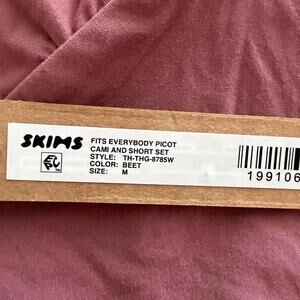 SKIMS
FITS EVERYBODY PICOT
CAMI AND SHORT SET
STYLE: TH-THG-8785W
COLOR: BEET
SIZE: M
199106